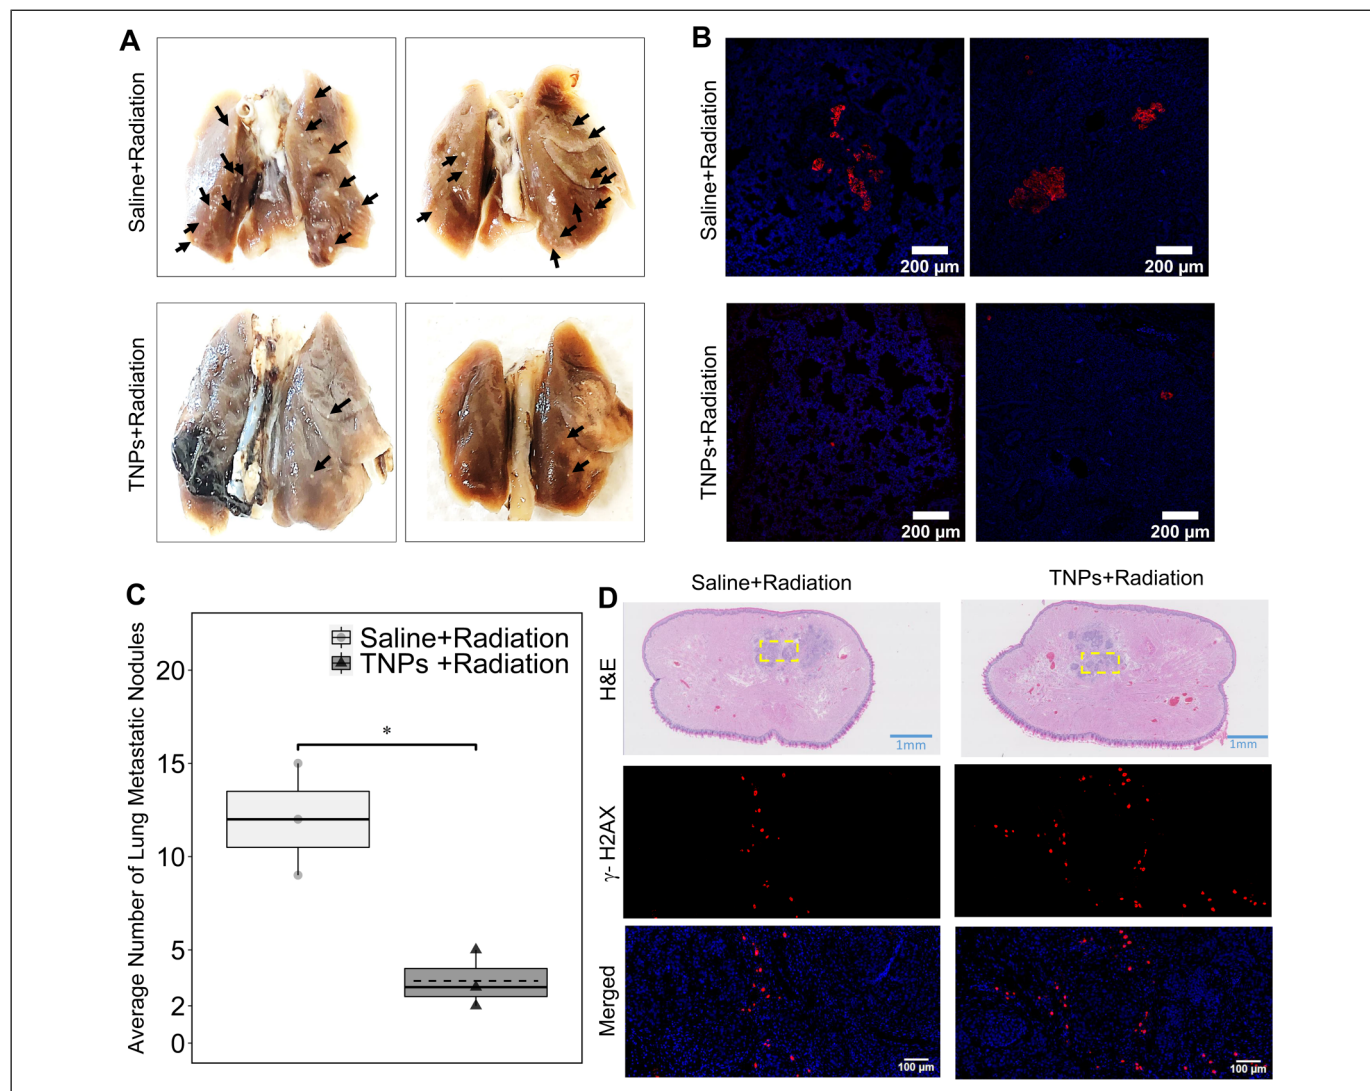 A
B
Saline+Radiation
Saline+Radiation
200 µm
200 µm
TNPs+Radiation
TNPs+Radiation
200 µm
200 µm
C
Average Number of Lung Metastatic Nodules
20
15
10
5
2
0
Saline+Radiation
TNPs +Radiation
*
D
Saline+Radiation
TNPs+Radiation
H&E
1mm
1mm
γ- H2AX
Merged
100 µm
100 µm